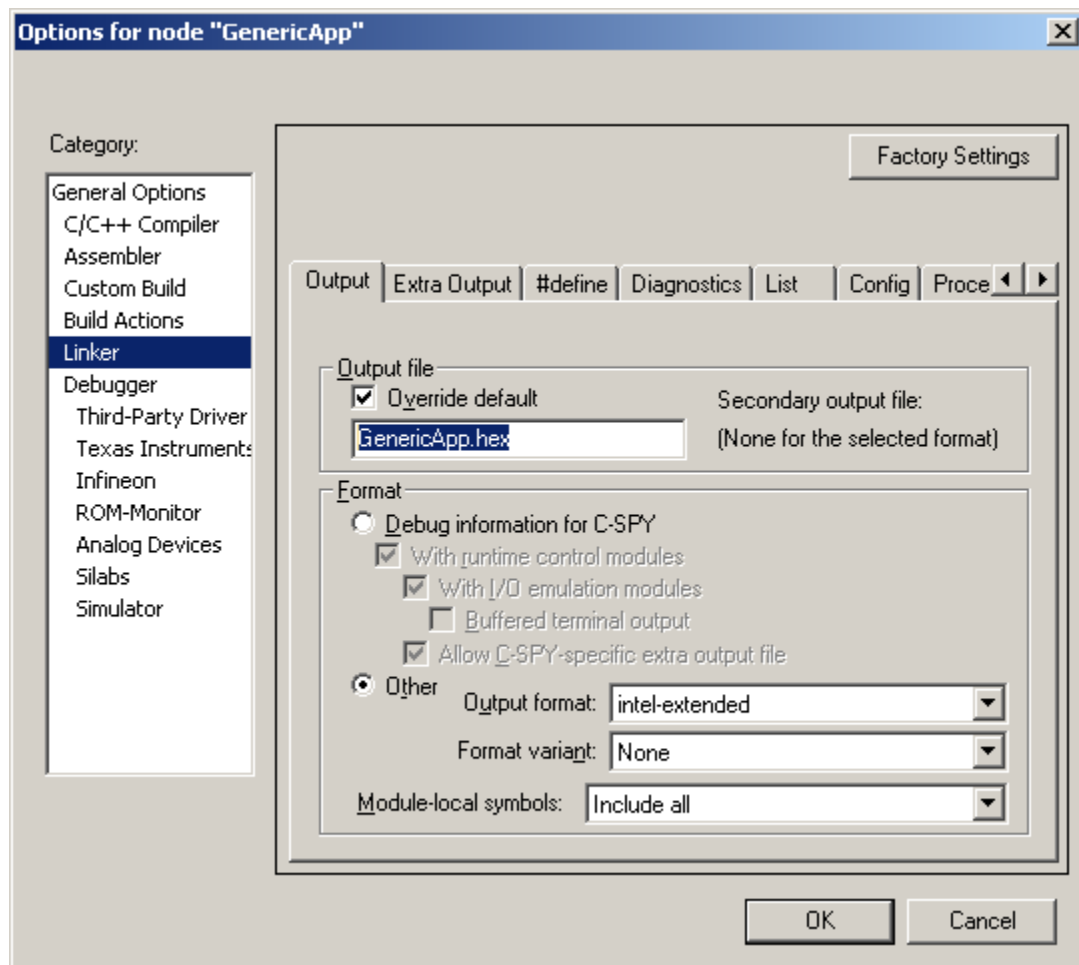 Options for node "GenericApp"
Category:
General Options
C/C++ Compiler
Assembler
Custom Build
Build Actions
Linker
Debugger
Third-Party Driver
Texas Instruments
Infineon
ROM-Monitor
Analog Devices
Silabs
Simulator
Factory Settings
Output Extra Output #define Diagnostics List Config Proce
Output file
Override default
Secondary output file:
GenericApp.hex
(None for the selected format)
Format
Debug information for C-SPY
With runtime control modules
With I/O emulation modules
Buffered terminal output
Allow C-SPY-specific extra output file
Other
Output format: intel-extended
Format variant: None
Module-local symbols: Include all
OK Cancel